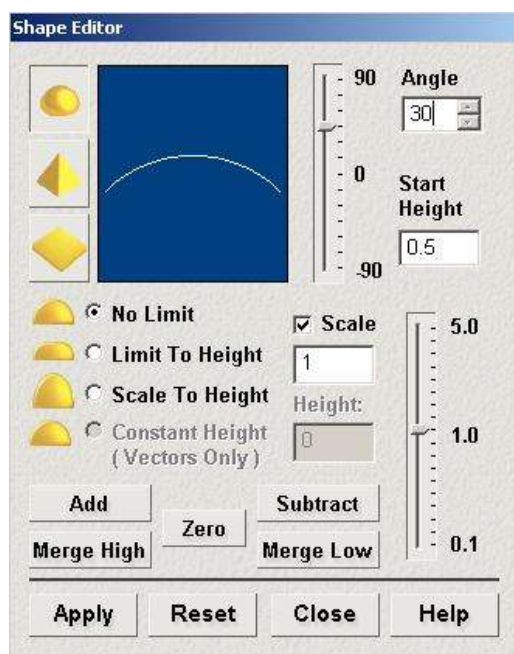 Shape Editor
90
Angle
30
0
Start
Height
0.5
-90
No Limit
Scale
5.0
Limit To Height
1
Scale To Height
Height:
Constant Height
0
1.0
( Vectors Only )
Add
Subtract
Zero
Merge High
Merge Low
0.1
Apply
Reset
Close
Help